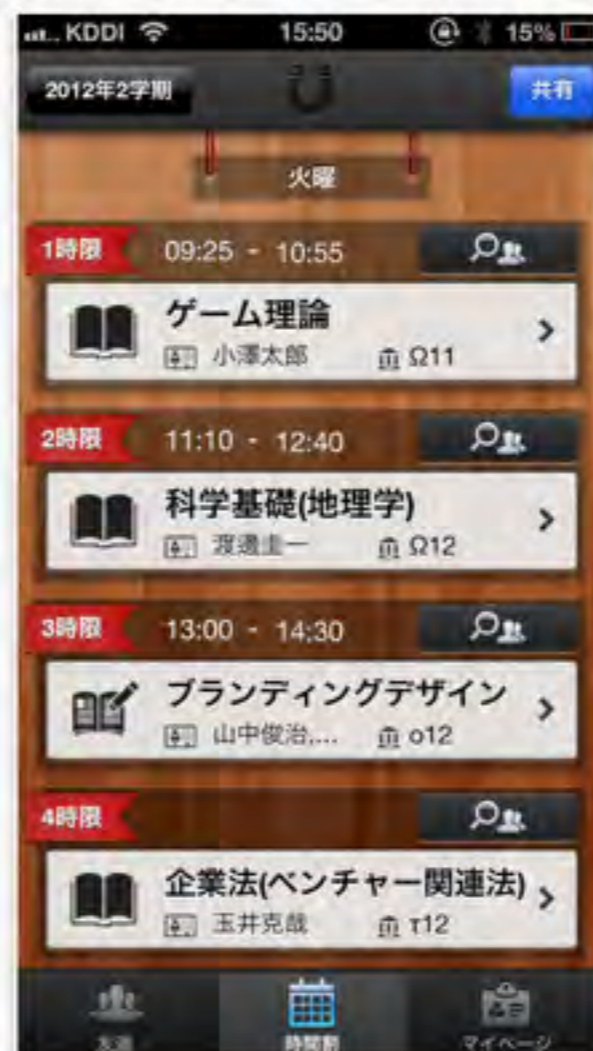 KDDI 15:50 15%
2012年2学期 共有
火曜
1時限 09:25 - 10:55
ゲーム理論
小澤太郎 Ω11
2時限 11:10 - 12:40
科学基礎(地理学)
渡邊圭一 Ω12
3時限 13:00 - 14:30
ブランディングデザイン
山中俊治,... o12
4時限
企業法(ベンチャー関連法)
玉井克哉 τ12
友達 時間割 マイページ